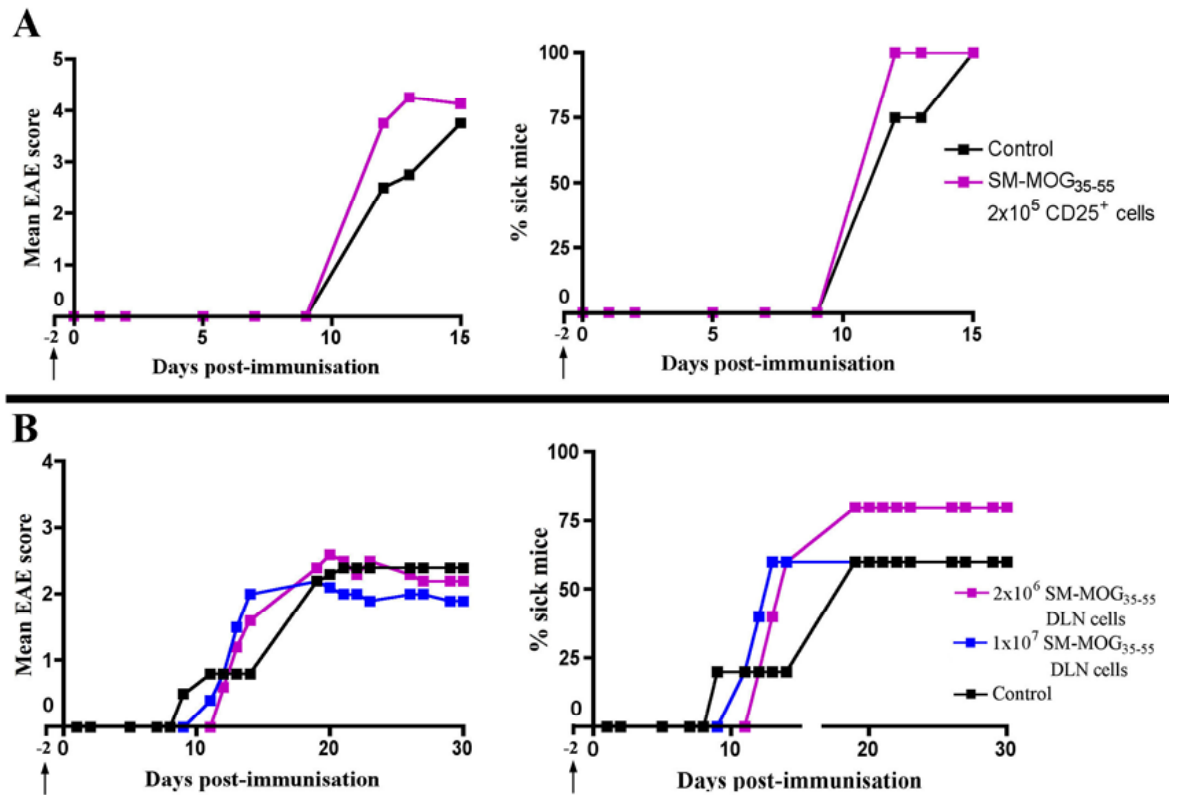 A
Mean EAE score
5
4
3
2
1
0
-2 0 5 10 15
Days post-immunisation
% sick mice
100
75
50
25
0
-2 0 5 10 15
Days post-immunisation
Control
SM-MOG35-55
2x10^5 CD25+ cells
B
Mean EAE score
4
3
2
1
0
-2 0 10 20 30
Days post-immunisation
% sick mice
100
75
50
25
0
-2 0 10 20 30
Days post-immunisation
2x10^6 SM-MOG35-55
DLN cells
1x10^7 SM-MOG35-55
DLN cells
Control